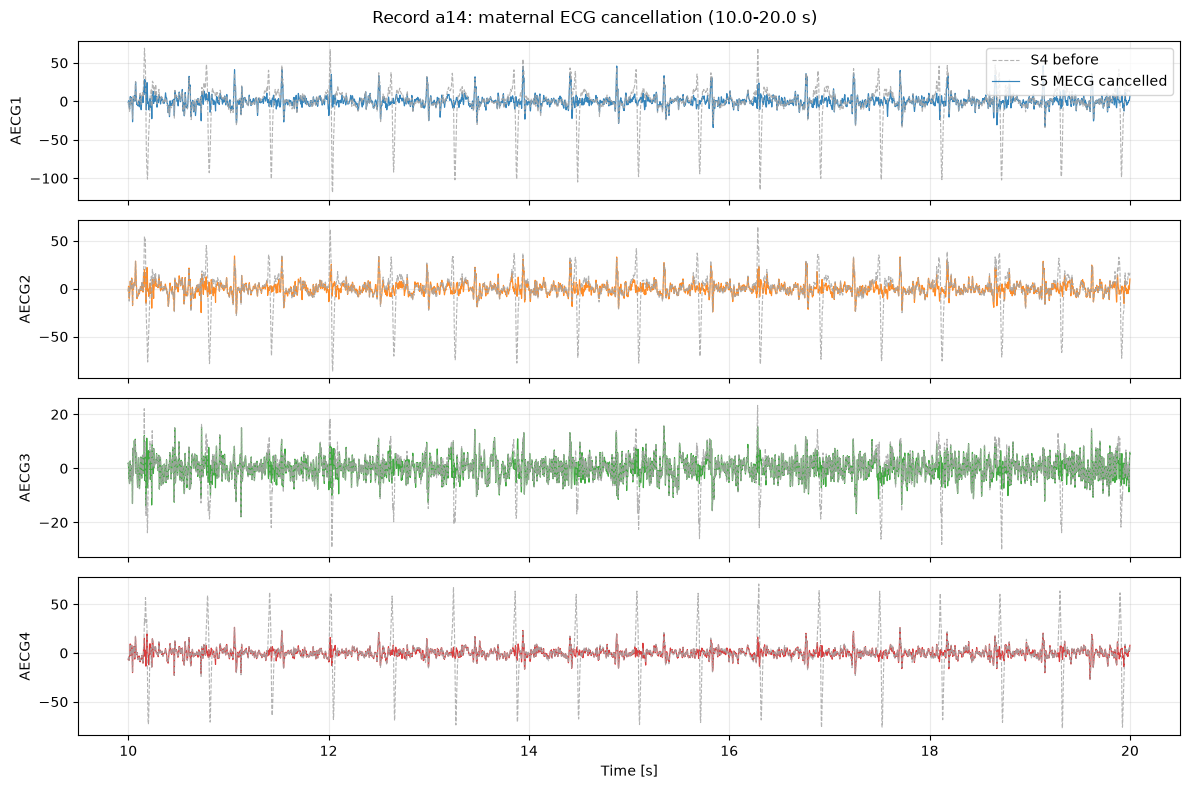 Record a14: maternal ECG cancellation (10.0-20.0 s)
S4 before
S5 MECG cancelled
AECG1
50
0
−50
−100
AECG2
50
0
−50
AECG3
20
0
−20
AECG4
50
0
−50
10 12 14 16 18 20
Time [s]